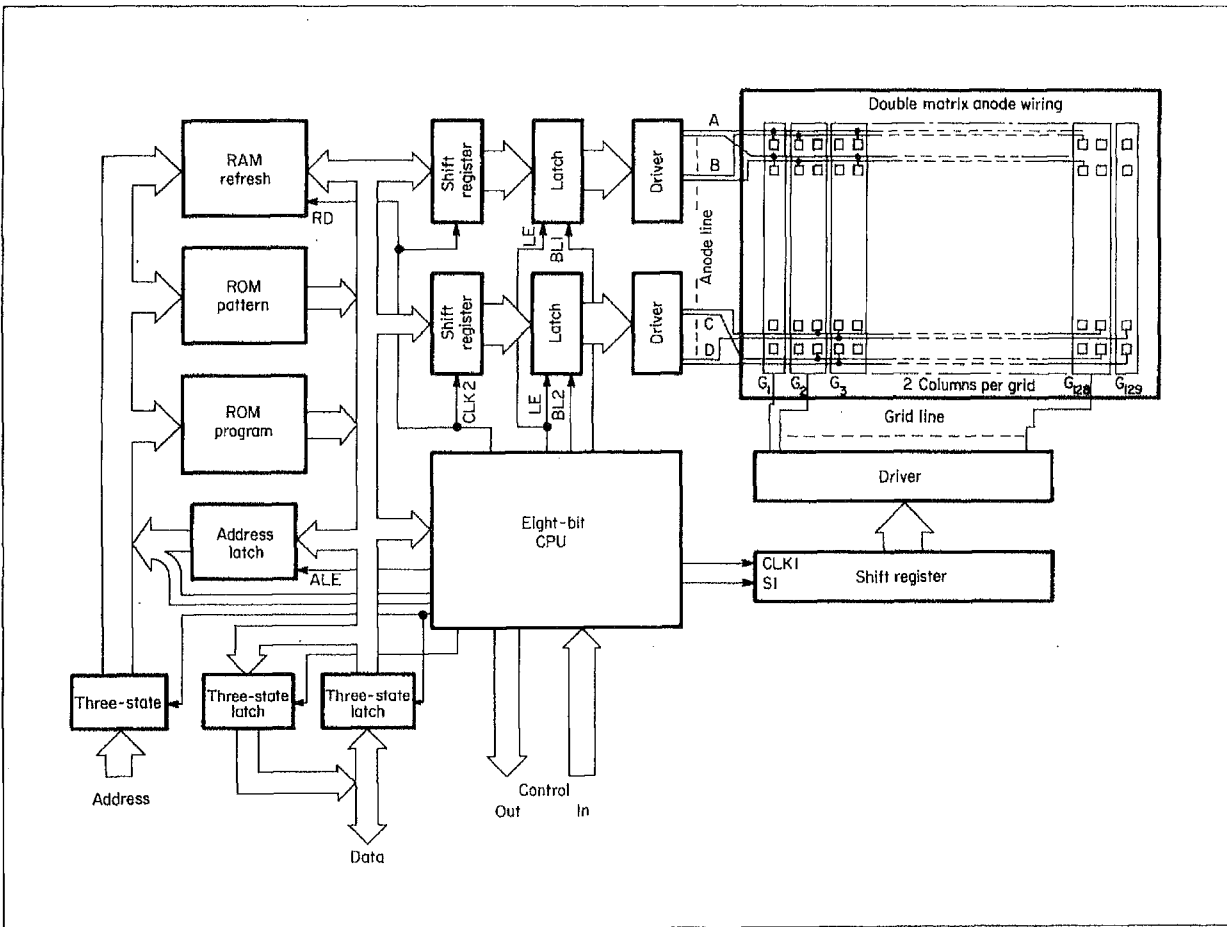 Double matrix anode wiring
A
B
RAM
refresh
Shift
register
Latch
Driver
RD
LE
BL1
Anode line
ROM
pattern
Shift
register
Latch
Driver
C
D
CLK2
LE
BL2
G1
G2
G3
2 Columns per grid
G128
G129
Grid line
ROM
program
Driver
Eight-bit
CPU
Address
latch
ALE
CLK1
S1
Shift register
Three-state
Three-state
latch
Three-state
latch
Address
Control
Out
In
Data